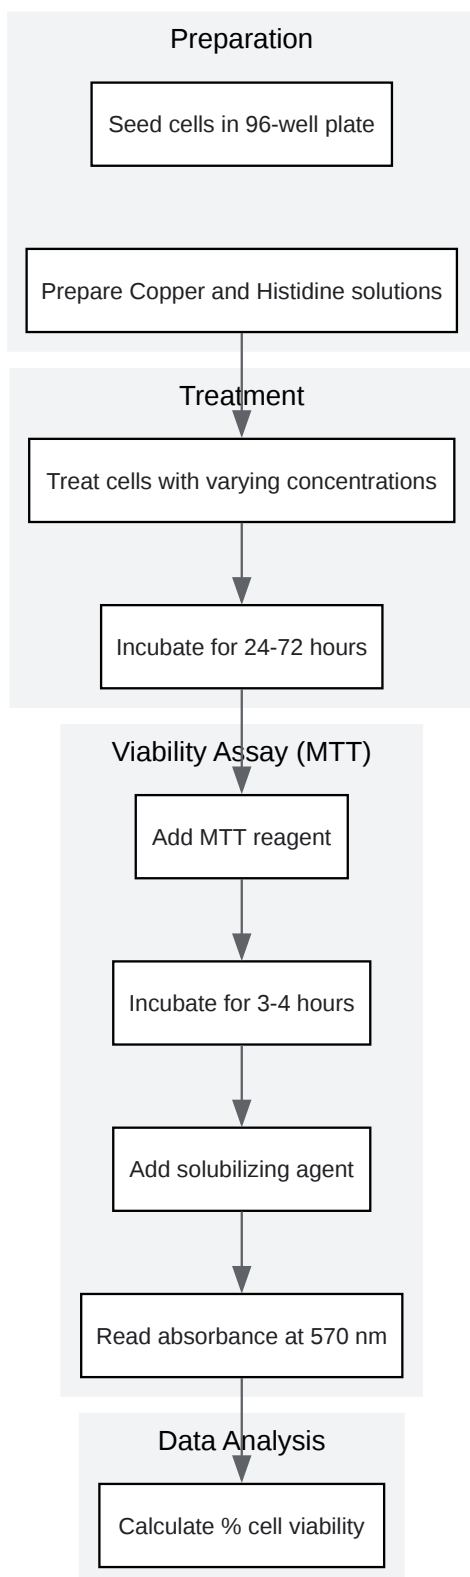 Preparation
Seed cells in 96-well plate
Prepare Copper and Histidine solutions
Treatment
Treat cells with varying concentrations
Incubate for 24-72 hours
Viability Assay (MTT)
Add MTT reagent
Incubate for 3-4 hours
Add solubilizing agent
Read absorbance at 570 nm
Data Analysis
Calculate % cell viability